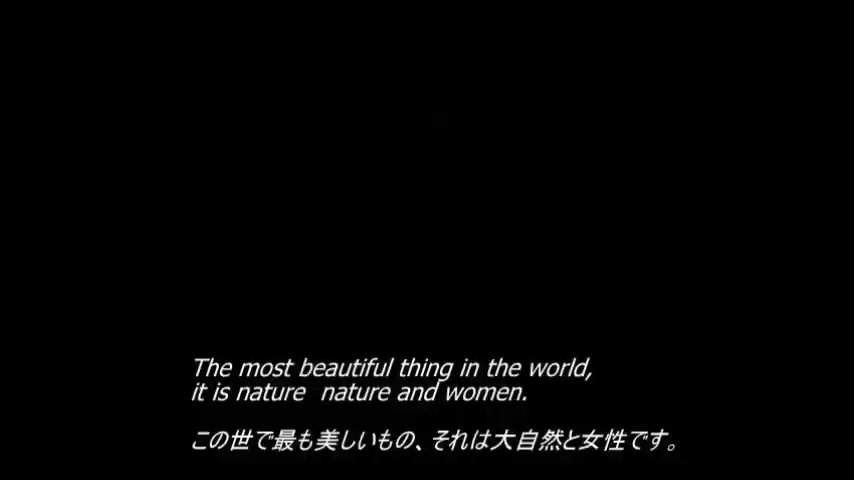 The most beautiful thing in the world,
it is nature  nature and women.
この世で最も美しいもの、それは大自然と女性です。